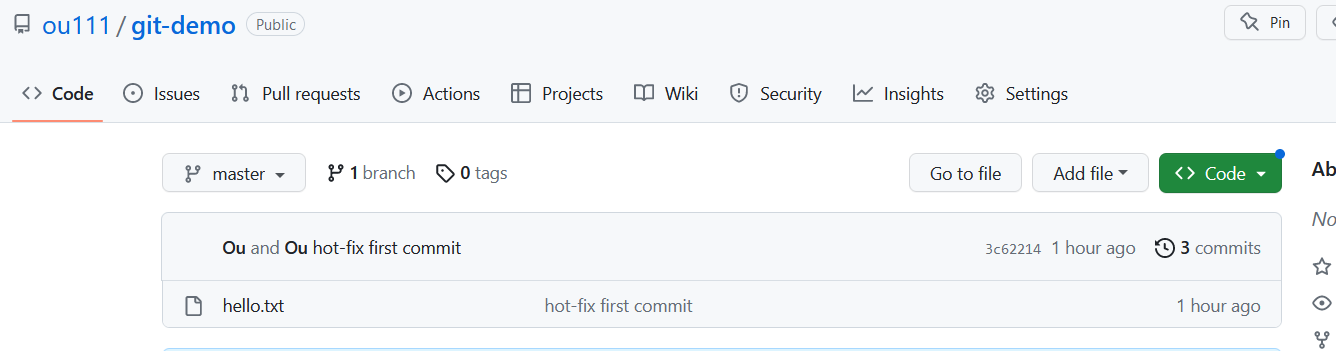 ou111 / git-demo Public Pin
Code Issues Pull requests Actions Projects Wiki Security Insights Settings
master 1 branch 0 tags Go to file Add file Code
Ou and Ou hot-fix first commit 3c62214 1 hour ago 3 commits
hello.txt hot-fix first commit 1 hour ago
Ab
No